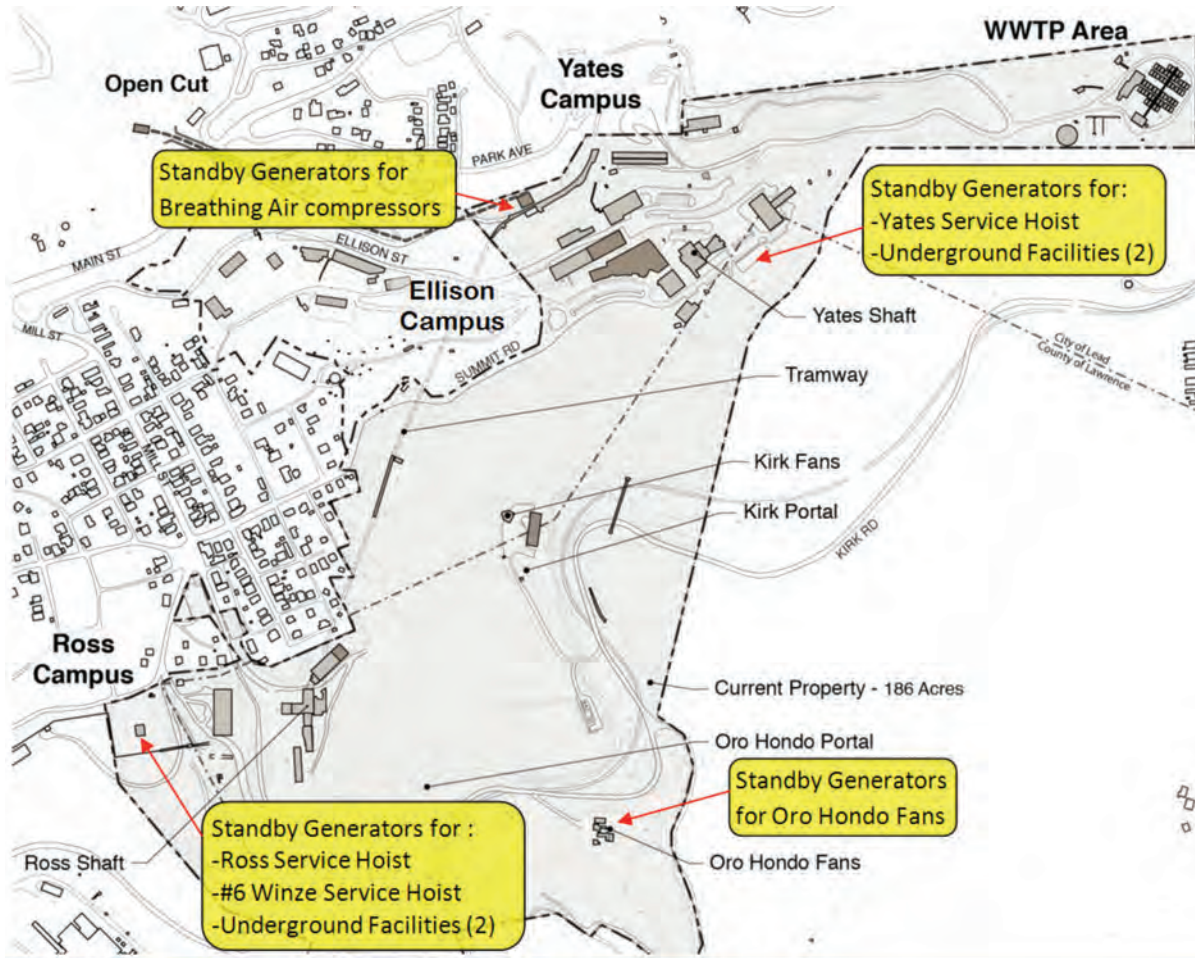 WWTP Area
Yates
Campus
Open Cut
PARK AVE
Standby Generators for
Breathing Air compressors
Standby Generators for:
-Yates Service Hoist
-Underground Facilities (2)
MAIN ST
ELLISON ST
Ellison
Campus
Yates Shaft
MILL ST
SUMMIT RD
City of Lead
County of Lawrence
Tramway
MILL ST
Kirk Fans
Kirk Portal
KIRK RD
Ross
Campus
Current Property - 186 Acres
Oro Hondo Portal
Standby Generators
for Oro Hondo Fans
Standby Generators for :
-Ross Service Hoist
-#6 Winze Service Hoist
-Underground Facilities (2)
Ross Shaft
Oro Hondo Fans